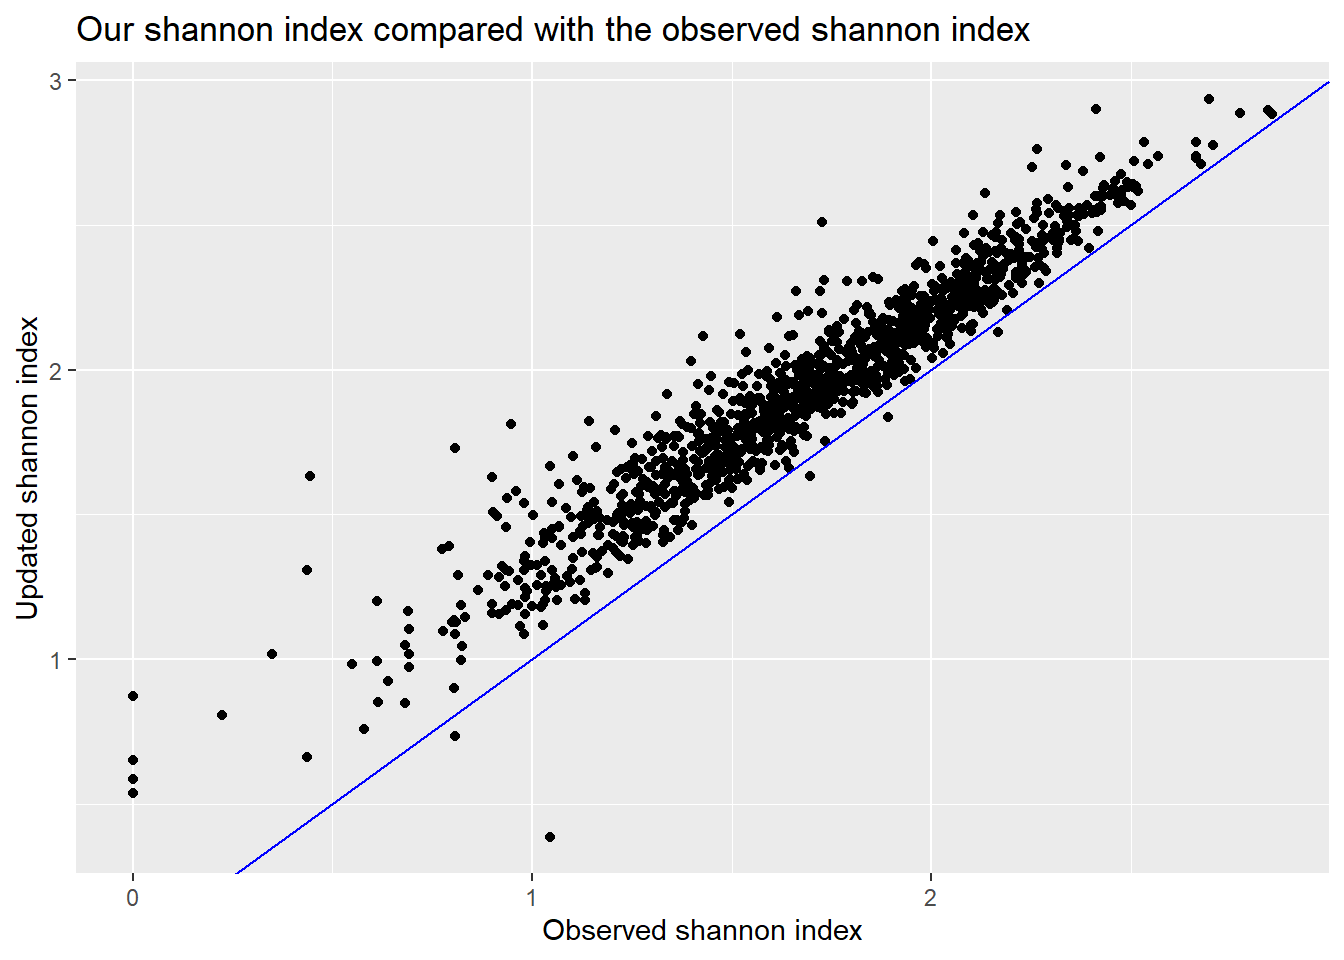 Our shannon index compared with the observed shannon index
3
2
1
Updated shannon index
0
1
2
Observed shannon index